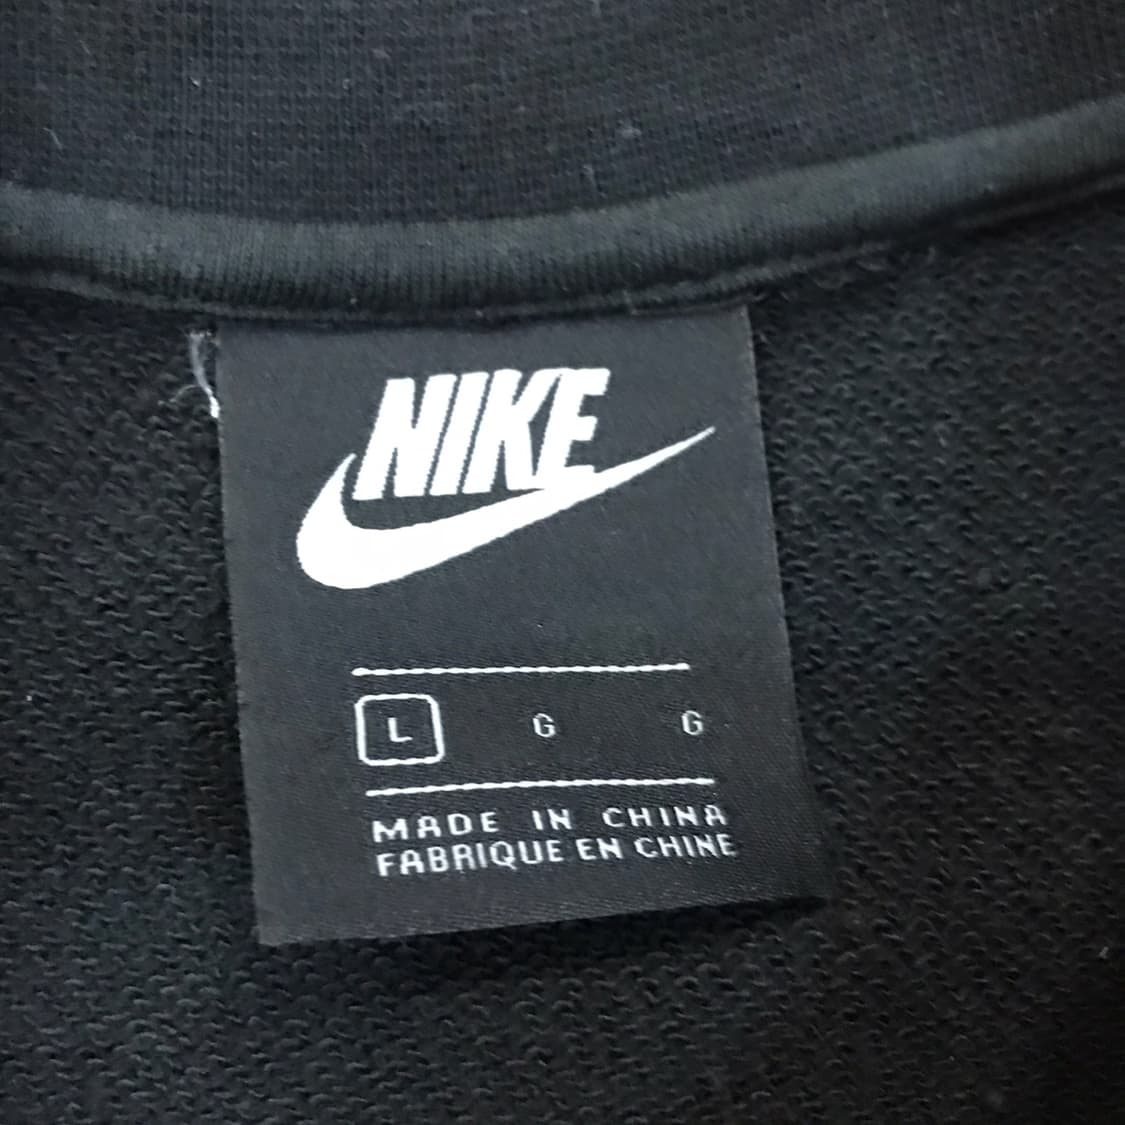 NIKE
L G G
MADE IN CHINA
FABRIQUE EN CHINE